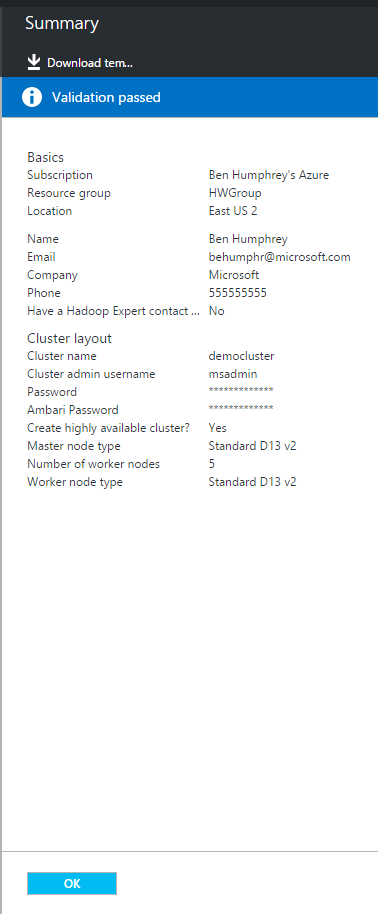 Summary
Download tem...
Validation passed
Basics
Subscription Ben Humphrey's Azure
Resource group HWGroup
Location East US 2
Name Ben Humphrey
Email behumphr@microsoft.com
Company Microsoft
Phone 555555555
Have a Hadoop Expert contact ... No
Cluster layout
Cluster name democluster
Cluster admin username msadmin
Password *************
Ambari Password *************
Create highly available cluster? Yes
Master node type Standard D13 v2
Number of worker nodes 5
Worker node type Standard D13 v2
OK